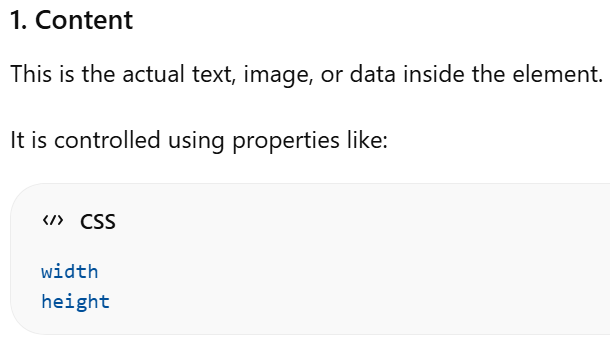 1. Content
This is the actual text, image, or data inside the element.
It is controlled using properties like:
</> CSS
width
height